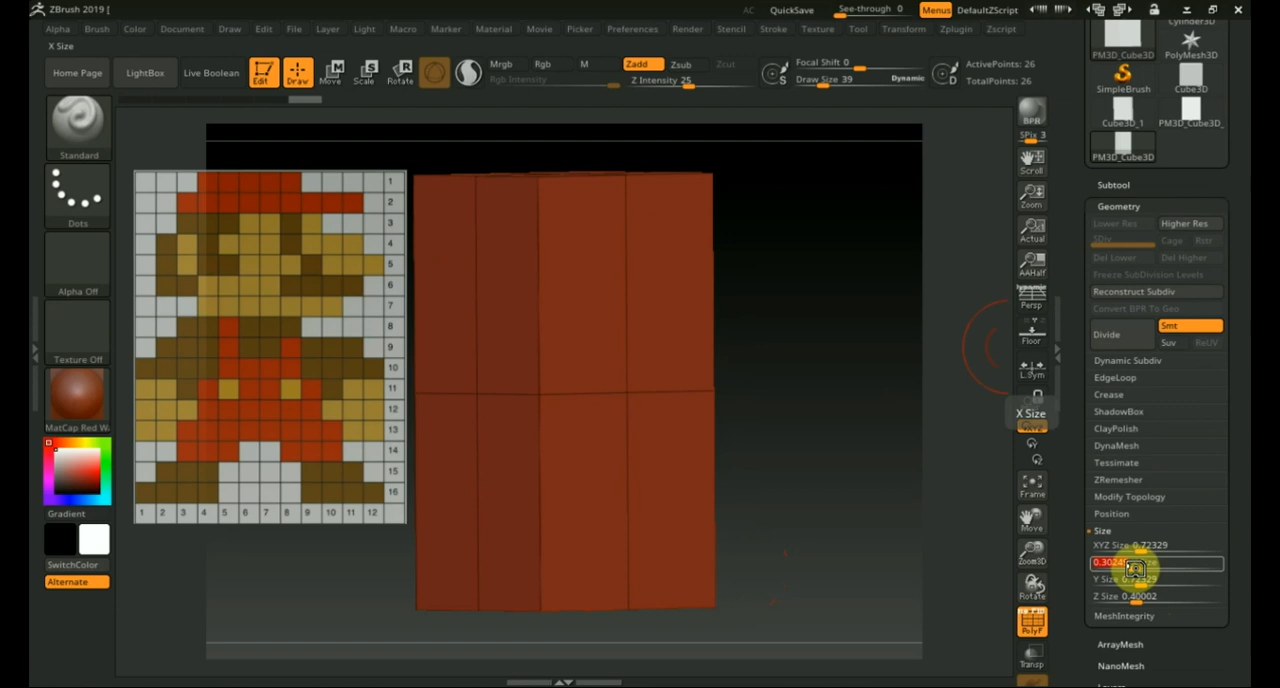 ZBrush 2019 [
AC QuickSave See-through 0 Menus DefaultZScript
Alpha Brush Color Document Draw Edit File Layer Light Macro Marker Material Movie Picker Preferences Render Stencil Stroke Texture Tool Transform Zplugin Zscript
X Size
Home Page LightBox Live Boolean Edit Draw Move Scale Rotate
Mrgb Rgb M Zadd Zsub Zcut
Rgb Intensity Z Intensity 25
Focal Shift 0
Draw Size 39 Dynamic
ActivePoints: 26
TotalPoints: 26
S
D
Standard
Dots
Alpha Off
Texture Off
MatCap Red Wa
Gradient
SwitchColor
Alternate
1
2
3
4
5
6
7
8
9
10
11
12
13
14
15
16
1 2 3 4 5 6 7 8 9 10 11 12
BPR
SPix 3
Scroll
Zoom
Actual
AAHalf
Dynamic
Persp
Floor
L.Sym
X Size
Frame
Move
Zoom3D
Rotate
PolyF
Transp
Cylinder3D
PM3D_Cube3D PolyMesh3D
SimpleBrush Cube3D
Cube3D_1 PM3D_Cube3D_
PM3D_Cube3D
Subtool
Geometry
Lower Res Higher Res
SDiv Cage Rstr
Del Lower Del Higher
Freeze SubDivision Levels
Reconstruct Subdiv
Convert BPR To Geo
Divide Smt
Suv ReUV
Dynamic Subdiv
EdgeLoop
Crease
ShadowBox
ClayPolish
DynaMesh
Tessimate
ZRemesher
Modify Topology
Position
Size
XYZ Size 0.72329
Y Size 0.72329
Z Size 0.40002
MeshIntegrity
ArrayMesh
NanoMesh